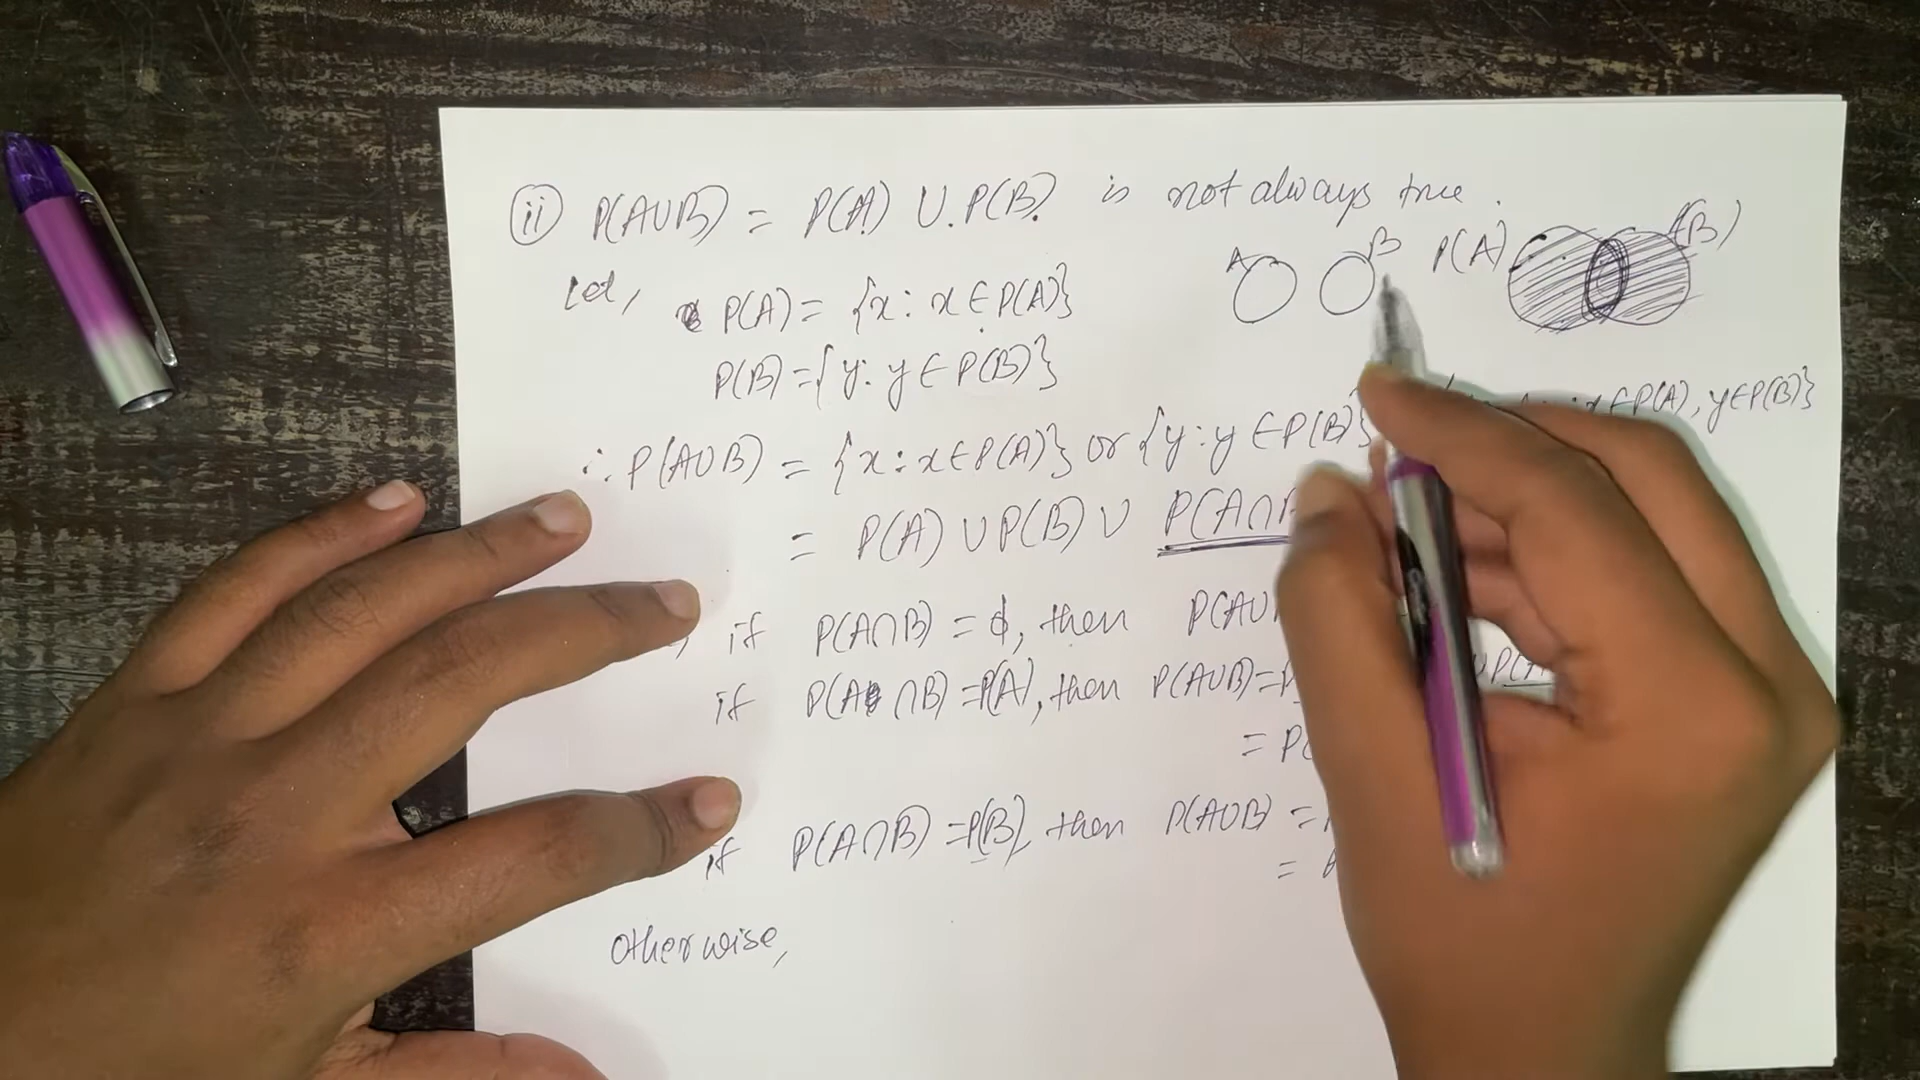 (ii) P(A∪B) = P(A) ∪ P(B) is not always true.
A B P(A) (B)
Let, P(A) = {x : x ∈ P(A)}
P(B) = {y : y ∈ P(B)}
x ∈ P(A), y ∈ P(B)}
∴ P(A∪B) = {x : x ∈ P(A)} or {y : y ∈ P(B)}
= P(A) ∪ P(B) ∪ P(A∩
if P(A∩B) = ϕ, then P(A∪
if P(A∩B) = P(A), then P(A∪B) =
∪P(A
= P(
if P(A∩B) = P(B), then P(A∪B) =
=
Otherwise,